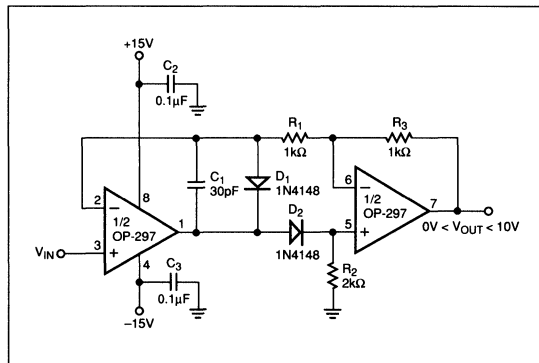 +15V
C2
0.1µF
R1
1kΩ
R3
1kΩ
C1
30pF
D1
1N4148
2
8
1/2
OP-297
1
3
4
VIN
D2
1N4148
6
1/2
OP-297
7
5
0V < VOUT < 10V
R2
2kΩ
C3
0.1µF
–15V